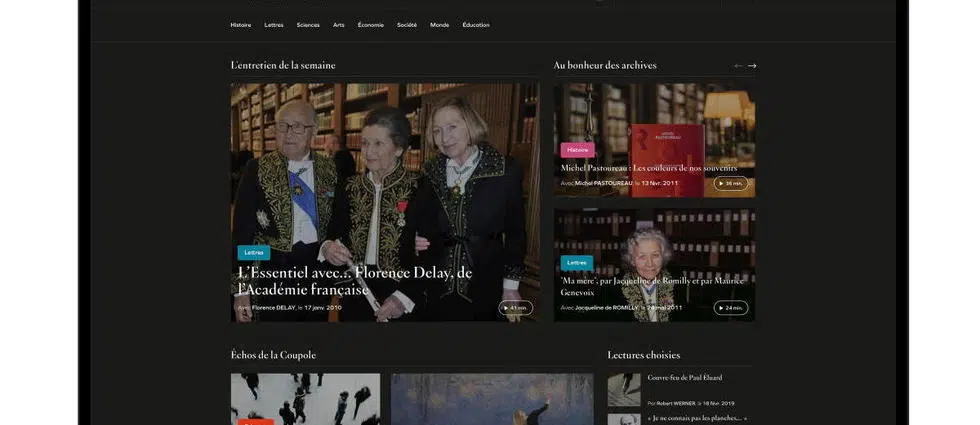 Histoire Lettres Sciences Arts Économie Société Monde Éducation
L'entretien de la semaine
Lettres
L'Essentiel avec... Florence Delay, de
l'Académie française
Avec Florence DELAY, le 17 janv. 2010
41 min.
Au bonheur des archives
Histoire
Michel Pastoureau : Les couleurs de nos souvenirs
Avec Michel PASTOUREAU, le 13 févr. 2011
36 min.
Lettres
"Ma mère", par Jacqueline de Romilly et par Maurice
Genevoix
Avec Jacqueline de ROMILLY, le 24 mai 2011
24 min.
Échos de la Coupole
Lectures choisies
Couvre-feu de Paul Éluard
Par Robert WERNER, le 18 févr. 2019
« Je ne connais pas les planches... »